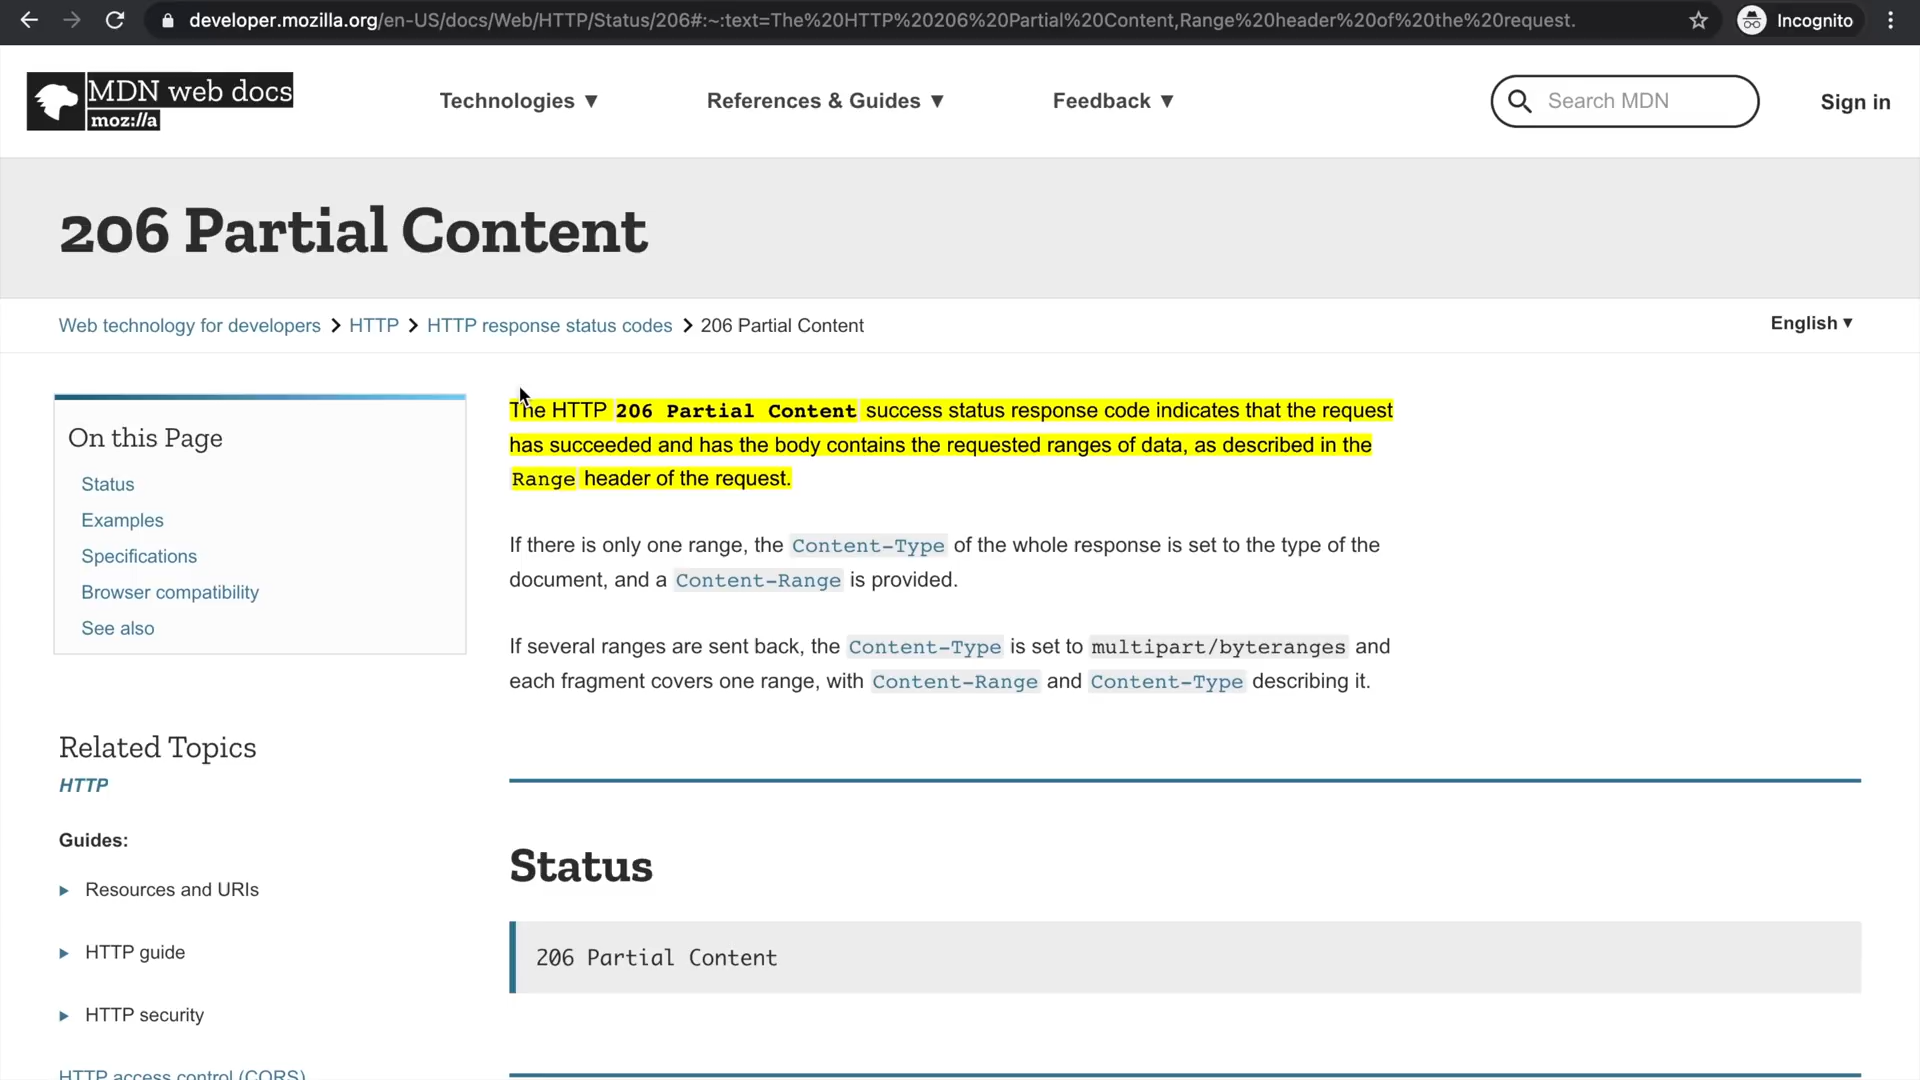 developer.mozilla.org/en-US/docs/Web/HTTP/Status/206#:~:text=The%20HTTP%20206%20Partial%20Content,Range%20header%20of%20the%20request.
Incognito
MDN web docs
moz://a
Technologies ▼
References & Guides ▼
Feedback ▼
Search MDN
Sign in
206 Partial Content
Web technology for developers > HTTP > HTTP response status codes > 206 Partial Content
English ▼
On this Page
Status
Examples
Specifications
Browser compatibility
See also
Related Topics
HTTP
Guides:
Resources and URIs
HTTP guide
HTTP security
HTTP access control (CORS)
The HTTP 206 Partial Content success status response code indicates that the request
has succeeded and has the body contains the requested ranges of data, as described in the
Range header of the request.
If there is only one range, the Content-Type of the whole response is set to the type of the
document, and a Content-Range is provided.
If several ranges are sent back, the Content-Type is set to multipart/byteranges and
each fragment covers one range, with Content-Range and Content-Type describing it.
Status
206 Partial Content